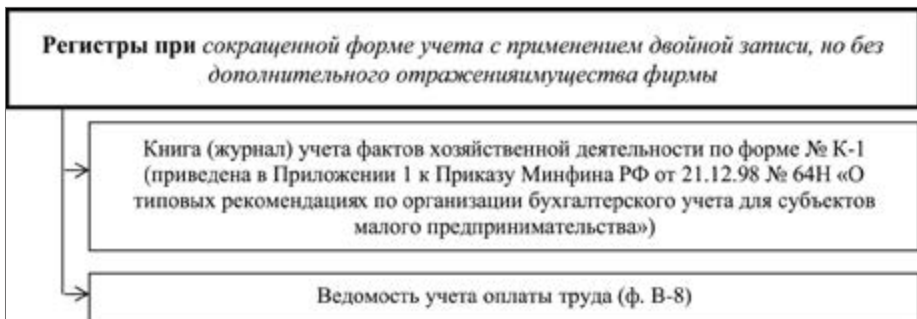 Регистры при сокращенной форме учета с применением двойной записи, но без
дополнительного отраженияимущества фирмы
Книга (журнал) учета фактов хозяйственной деятельности по форме № К-1
(приведена в Приложении 1 к Приказу Минфина РФ от 21.12.98 № 64Н «О
типовых рекомендациях по организации бухгалтерского учета для субъектов
малого предпринимательства»)
Ведомость учета оплаты труда (ф. В-8)